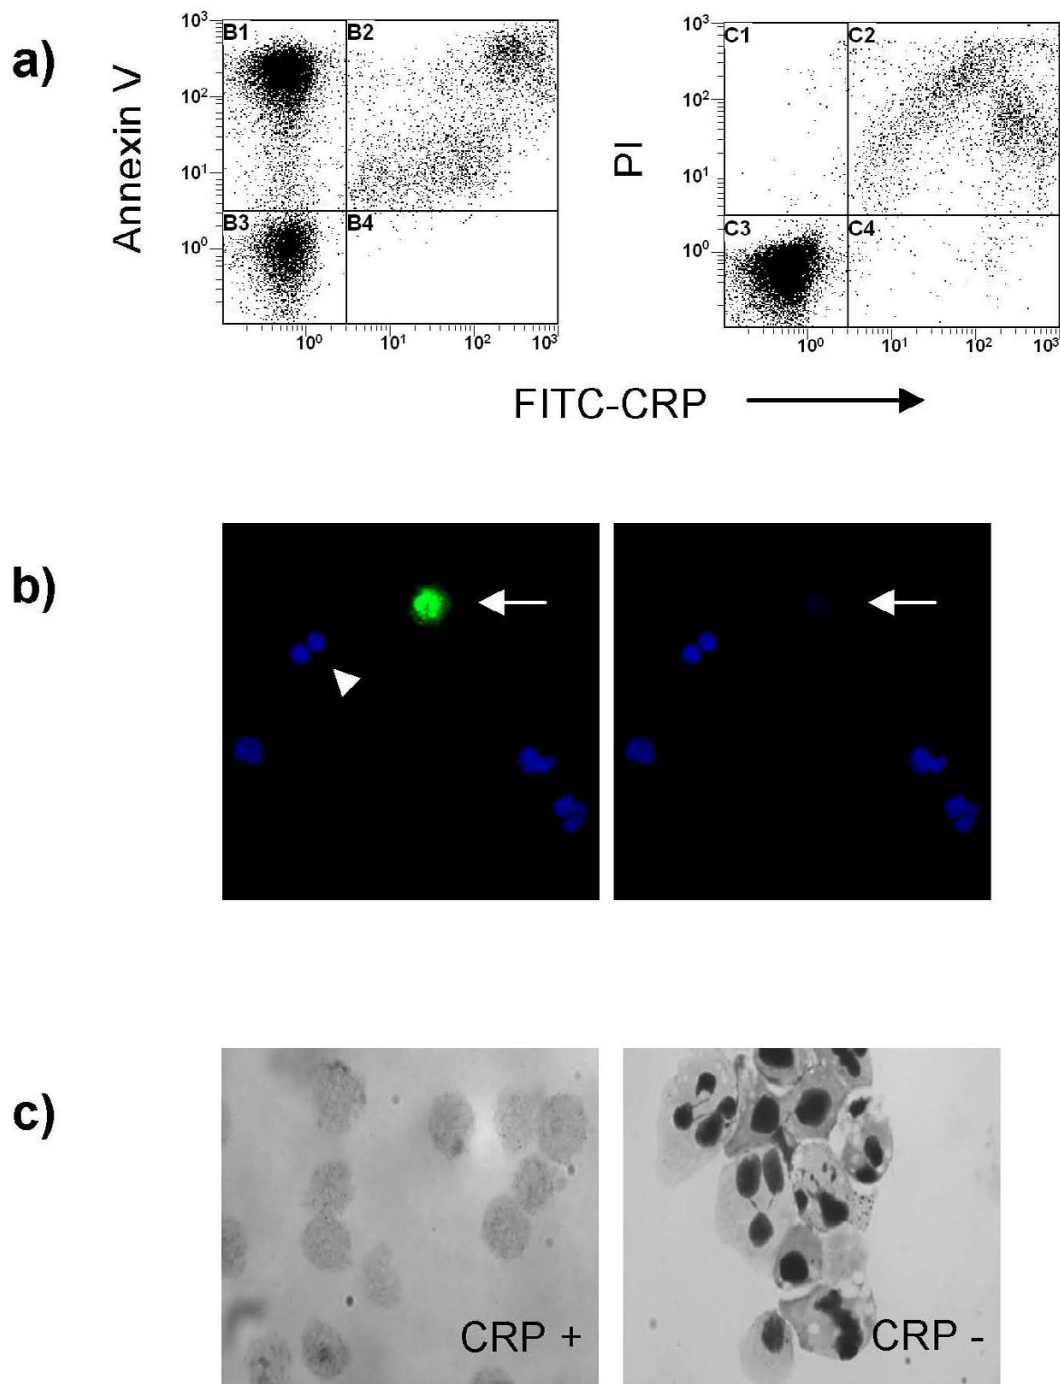 a)
Annexin V
10³
10²
10¹
10⁰
B1
B2
B3
B4
10⁰
10¹
10²
10³
PI
10³
10²
10¹
10⁰
C1
C2
C3
C4
10⁰
10¹
10²
10³
FITC-CRP
b)
c)
CRP +
CRP -